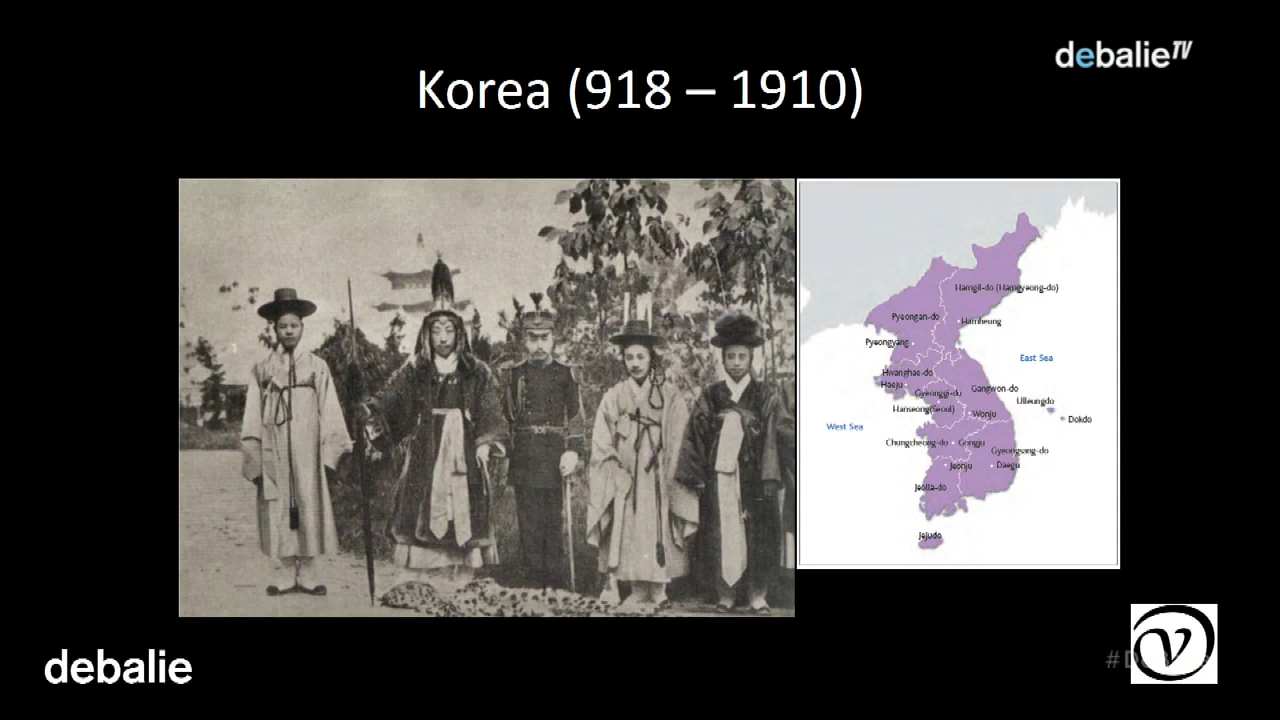 debalieTV
Korea (918 – 1910)
Hamgil-do (Hamgyeong-do)
Pyeongan-do
Hamheung
Pyeongyang
East Sea
Hwanghae-do
Haeju
Gangwon-do
Gyeonggi-do
Ulleungdo
Hanseong(Seoul)
Wonju
Dokdo
West Sea
Chungcheong-do
Gongju
Gyeongsang-do
Jeonju
Daegu
Jeolla-do
Jejudo
debalie
v